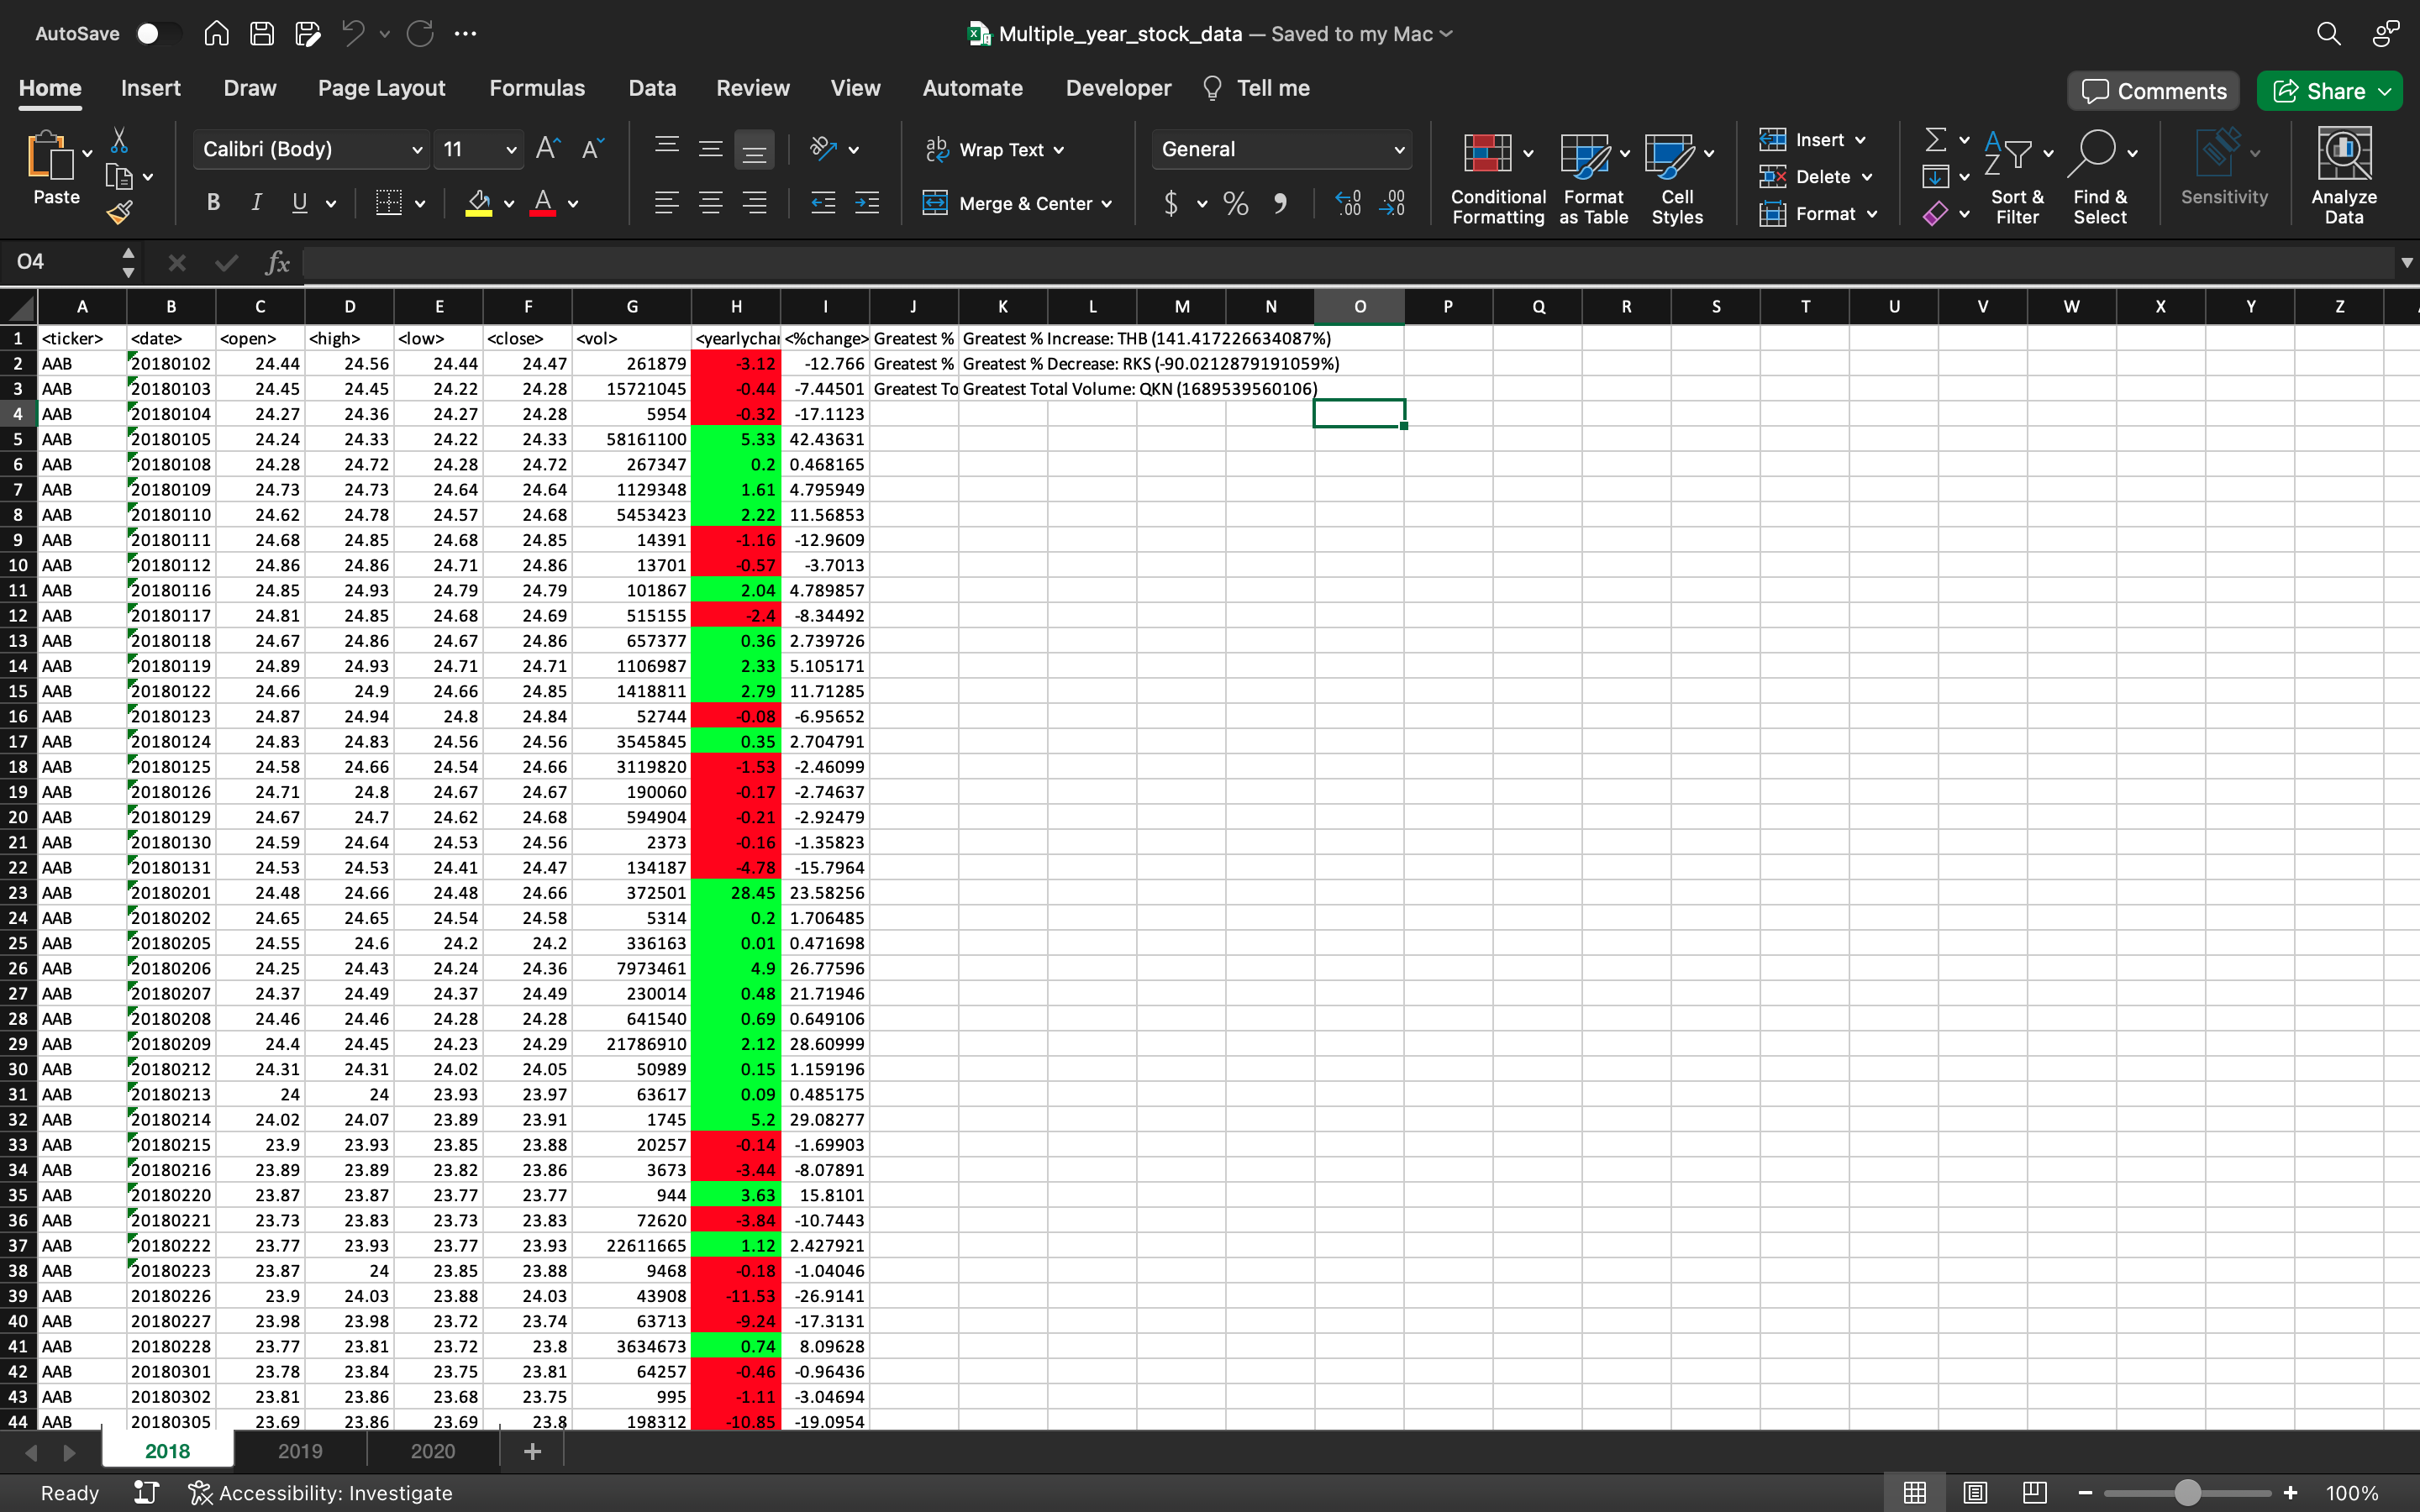 AutoSave Multiple_year_stock_data — Saved to my Mac
Home Insert Draw Page Layout Formulas Data Review View Automate Developer Tell me Comments Share
Paste Calibri (Body) 11 Wrap Text General Conditional Formatting Format as Table Cell Styles Insert Delete Format Sort & Filter Find & Select Sensitivity Analyze Data
B I U Merge & Center $ % 9
O4 fx
A B C D E F G H I J K L M N O P Q R S T U V W X Y Z
1 <ticker> <date> <open> <high> <low> <close> <vol> <yearlychar <%change> Greatest % Greatest % Increase: THB (141.417226634087%)
2 AAB 20180102 24.44 24.56 24.44 24.47 261879 -3.12 -12.766 Greatest % Greatest % Decrease: RKS (-90.0212879191059%)
3 AAB 20180103 24.45 24.45 24.22 24.28 15721045 -0.44 -7.44501 Greatest To Greatest Total Volume: QKN (1689539560106)
4 AAB 20180104 24.27 24.36 24.27 24.28 5954 -0.32 -17.1123
5 AAB 20180105 24.24 24.33 24.22 24.33 58161100 5.33 42.43631
6 AAB 20180108 24.28 24.72 24.28 24.72 267347 0.2 0.468165
7 AAB 20180109 24.73 24.73 24.64 24.64 1129348 1.61 4.795949
8 AAB 20180110 24.62 24.78 24.57 24.68 5453423 2.22 11.56853
9 AAB 20180111 24.68 24.85 24.68 24.85 14391 -1.16 -12.9609
10 AAB 20180112 24.86 24.86 24.71 24.86 13701 -0.57 -3.7013
11 AAB 20180116 24.85 24.93 24.79 24.79 101867 2.04 4.789857
12 AAB 20180117 24.81 24.85 24.68 24.69 515155 -2.4 -8.34492
13 AAB 20180118 24.67 24.86 24.67 24.86 657377 0.36 2.739726
14 AAB 20180119 24.89 24.93 24.71 24.71 1106987 2.33 5.105171
15 AAB 20180122 24.66 24.9 24.66 24.85 1418811 2.79 11.71285
16 AAB 20180123 24.87 24.94 24.8 24.84 52744 -0.08 -6.95652
17 AAB 20180124 24.83 24.83 24.56 24.56 3545845 0.35 2.704791
18 AAB 20180125 24.58 24.66 24.54 24.66 3119820 -1.53 -2.46099
19 AAB 20180126 24.71 24.8 24.67 24.67 190060 -0.17 -2.74637
20 AAB 20180129 24.67 24.7 24.62 24.68 594904 -0.21 -2.92479
21 AAB 20180130 24.59 24.64 24.53 24.56 2373 -0.16 -1.35823
22 AAB 20180131 24.53 24.53 24.41 24.47 134187 -4.78 -15.7964
23 AAB 20180201 24.48 24.66 24.48 24.66 372501 28.45 23.58256
24 AAB 20180202 24.65 24.65 24.54 24.58 5314 0.2 1.706485
25 AAB 20180205 24.55 24.6 24.2 24.2 336163 0.01 0.471698
26 AAB 20180206 24.25 24.43 24.24 24.36 7973461 4.9 26.77596
27 AAB 20180207 24.37 24.49 24.37 24.49 230014 0.48 21.71946
28 AAB 20180208 24.46 24.46 24.28 24.28 641540 0.69 0.649106
29 AAB 20180209 24.4 24.45 24.23 24.29 21786910 2.12 28.60999
30 AAB 20180212 24.31 24.31 24.02 24.05 50989 0.15 1.159196
31 AAB 20180213 24 24 23.93 23.97 63617 0.09 0.485175
32 AAB 20180214 24.02 24.07 23.89 23.91 1745 5.2 29.08277
33 AAB 20180215 23.9 23.93 23.85 23.88 20257 -0.14 -1.69903
34 AAB 20180216 23.89 23.89 23.82 23.86 3673 -3.44 -8.07891
35 AAB 20180220 23.87 23.87 23.77 23.77 944 3.63 15.8101
36 AAB 20180221 23.73 23.83 23.73 23.83 72620 -3.84 -10.7443
37 AAB 20180222 23.77 23.93 23.77 23.93 22611665 1.12 2.427921
38 AAB 20180223 23.87 24 23.85 23.88 9468 -0.18 -1.04046
39 AAB 20180226 23.9 24.03 23.88 24.03 43908 -11.53 -26.9141
40 AAB 20180227 23.98 23.98 23.72 23.74 63713 -9.24 -17.3131
41 AAB 20180228 23.77 23.81 23.72 23.8 3634673 0.74 8.09628
42 AAB 20180301 23.78 23.84 23.75 23.81 64257 -0.46 -0.96436
43 AAB 20180302 23.81 23.86 23.68 23.75 995 -1.11 -3.04694
44 AAB 20180305 23.69 23.86 23.69 23.8 198312 -10.85 -19.0954
2018 2019 2020 +
Ready Accessibility: Investigate 100%